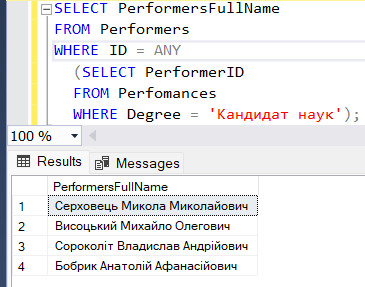 SELECT PerformersFullName
FROM Performers
WHERE ID = ANY
(SELECT PerformerID
FROM Perfomances
WHERE Degree = 'Кандидат наук');
100 %
Results Messages
PerformersFullName
1 Серховець Микола Миколайович
2 Висоцький Михайло Олегович
3 Сороколіт Владислав Андрійович
4 Бобрик Анатолій Афанасійович